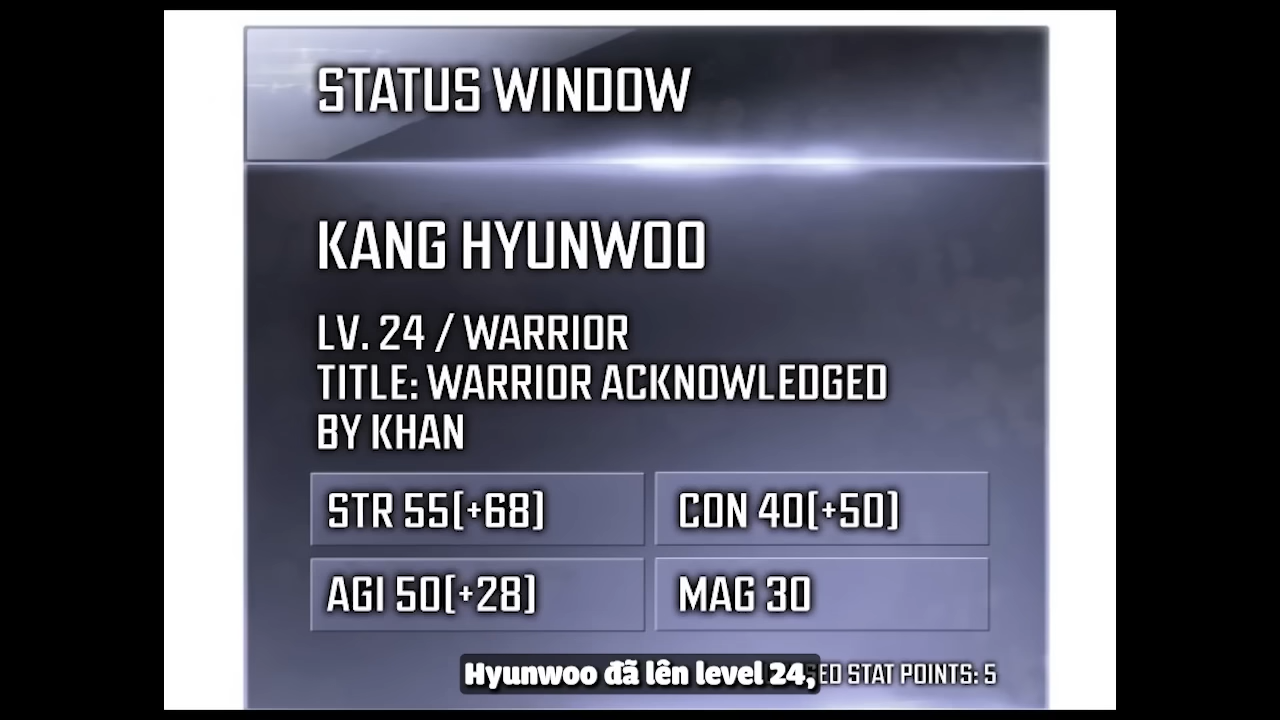 STATUS WINDOW
KANG HYUNWOO
LV. 24 / WARRIOR
TITLE: WARRIOR ACKNOWLEDGED
BY KHAN
STR 55[+68]
CON 40[+50]
AGI 50[+28]
MAG 30
Hyunwoo đã lên level 24,
STAT POINTS: 5